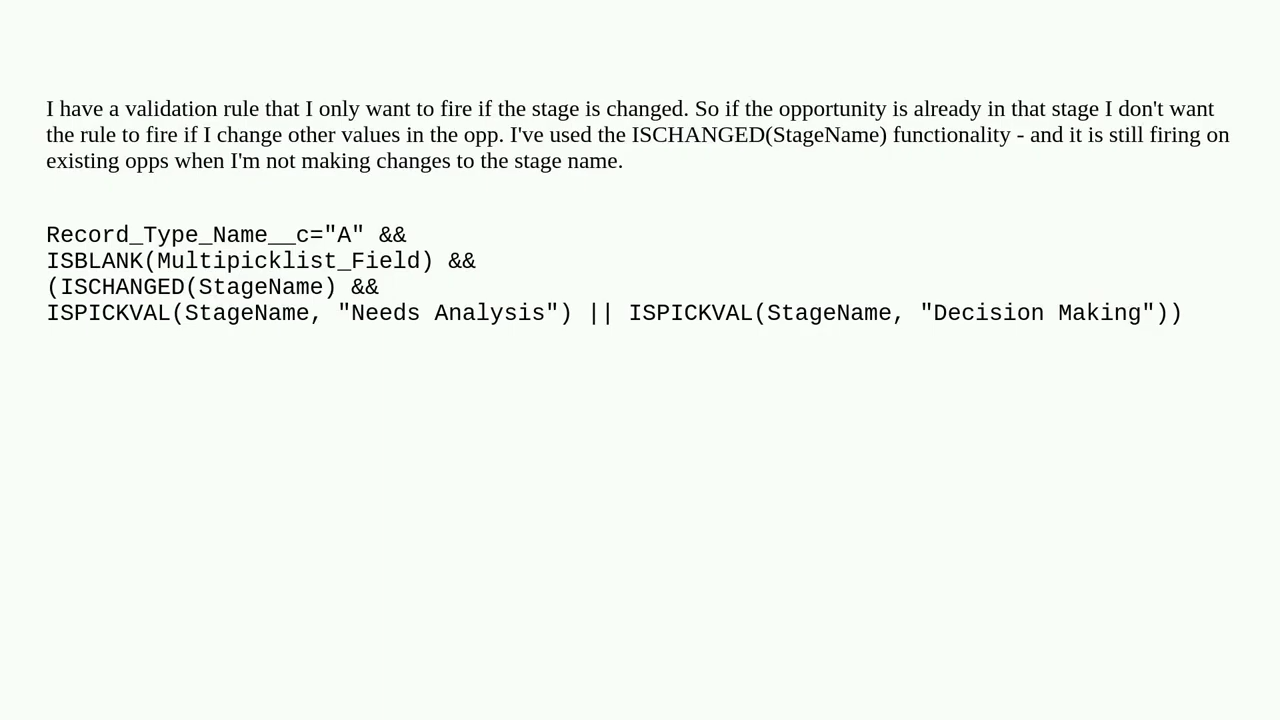 I have a validation rule that I only want to fire if the stage is changed. So if the opportunity is already in that stage I don't want
the rule to fire if I change other values in the opp. I've used the ISCHANGED(StageName) functionality - and it is still firing on
existing opps when I'm not making changes to the stage name.
Record_Type_Name__c="A" &&
ISBLANK(Multipicklist_Field) &&
(ISCHANGED(StageName) &&
ISPICKVAL(StageName, "Needs Analysis") || ISPICKVAL(StageName, "Decision Making"))